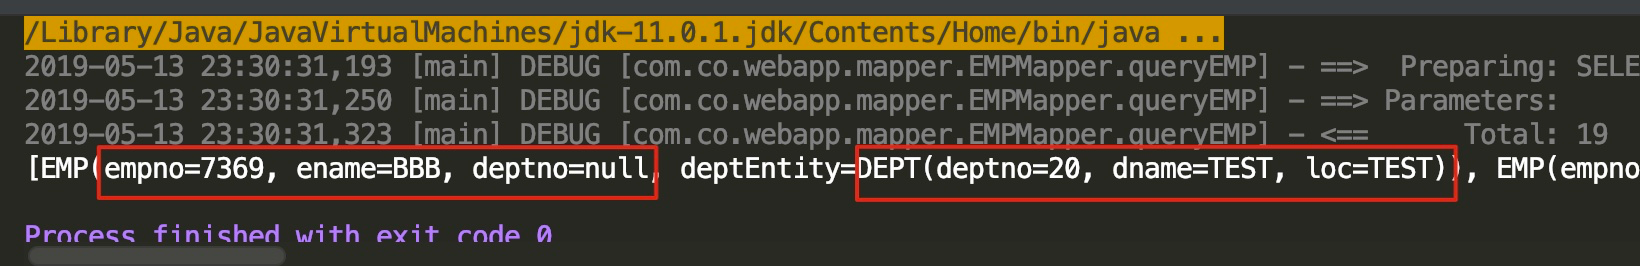 /Library/Java/JavaVirtualMachines/jdk-11.0.1.jdk/Contents/Home/bin/java ...
2019-05-13 23:30:31,193 [main] DEBUG [com.co.webapp.mapper.EMPMapper.queryEMP] - ==>  Preparing: SELE
2019-05-13 23:30:31,250 [main] DEBUG [com.co.webapp.mapper.EMPMapper.queryEMP] - ==> Parameters:
2019-05-13 23:30:31,323 [main] DEBUG [com.co.webapp.mapper.EMPMapper.queryEMP] - <==      Total: 19
[EMP(empno=7369, ename=BBB, deptno=null, deptEntity=DEPT(deptno=20, dname=TEST, loc=TEST)), EMP(empno
Process finished with exit code 0